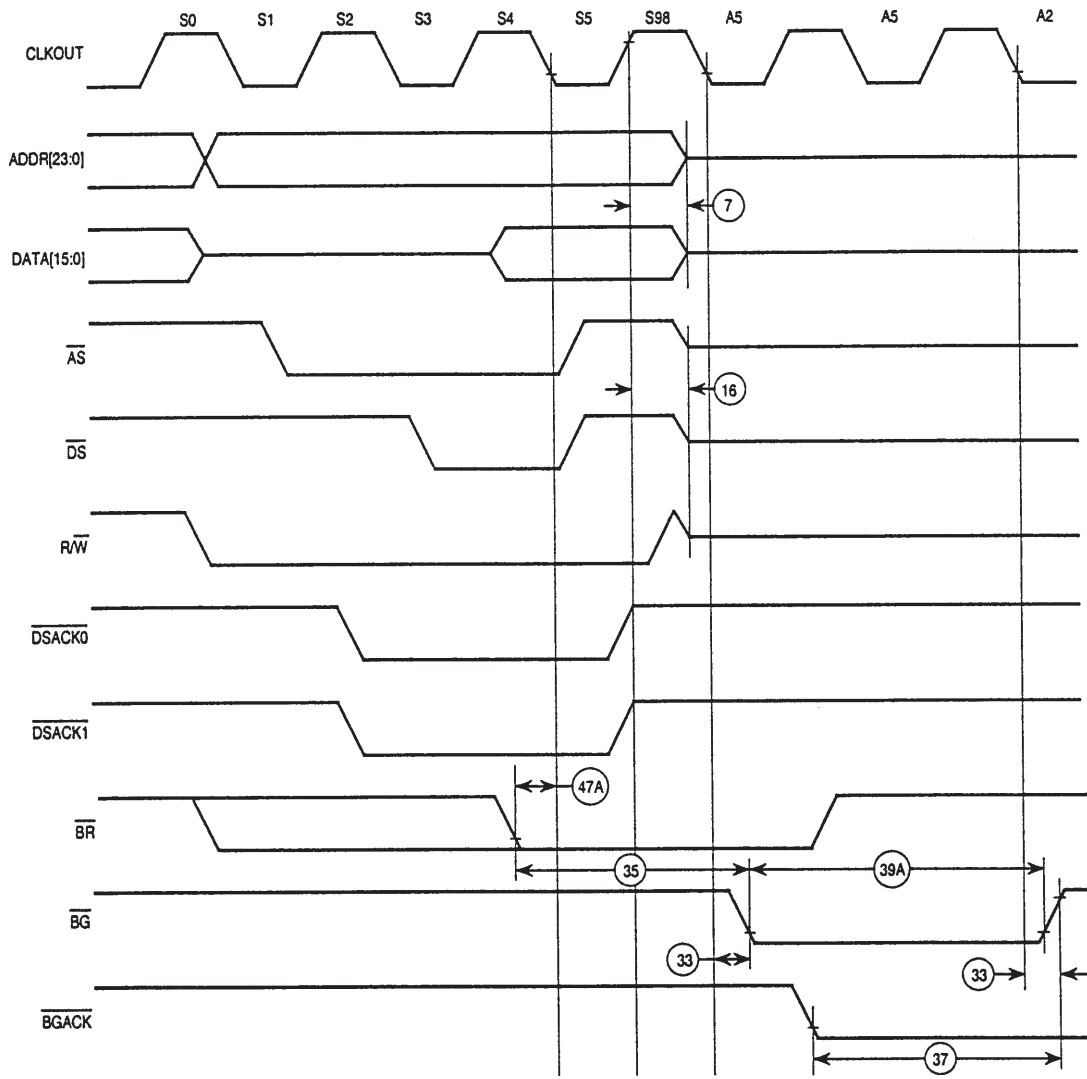 S0 S1 S2 S3 S4 S5 S98 A5 A5 A2
CLKOUT
ADDR[23:0]
7
DATA[15:0]
AS
16
DS
R/W
DSACK0
DSACK1
47A
BR
35 39A
BG
33 33
BGACK
37